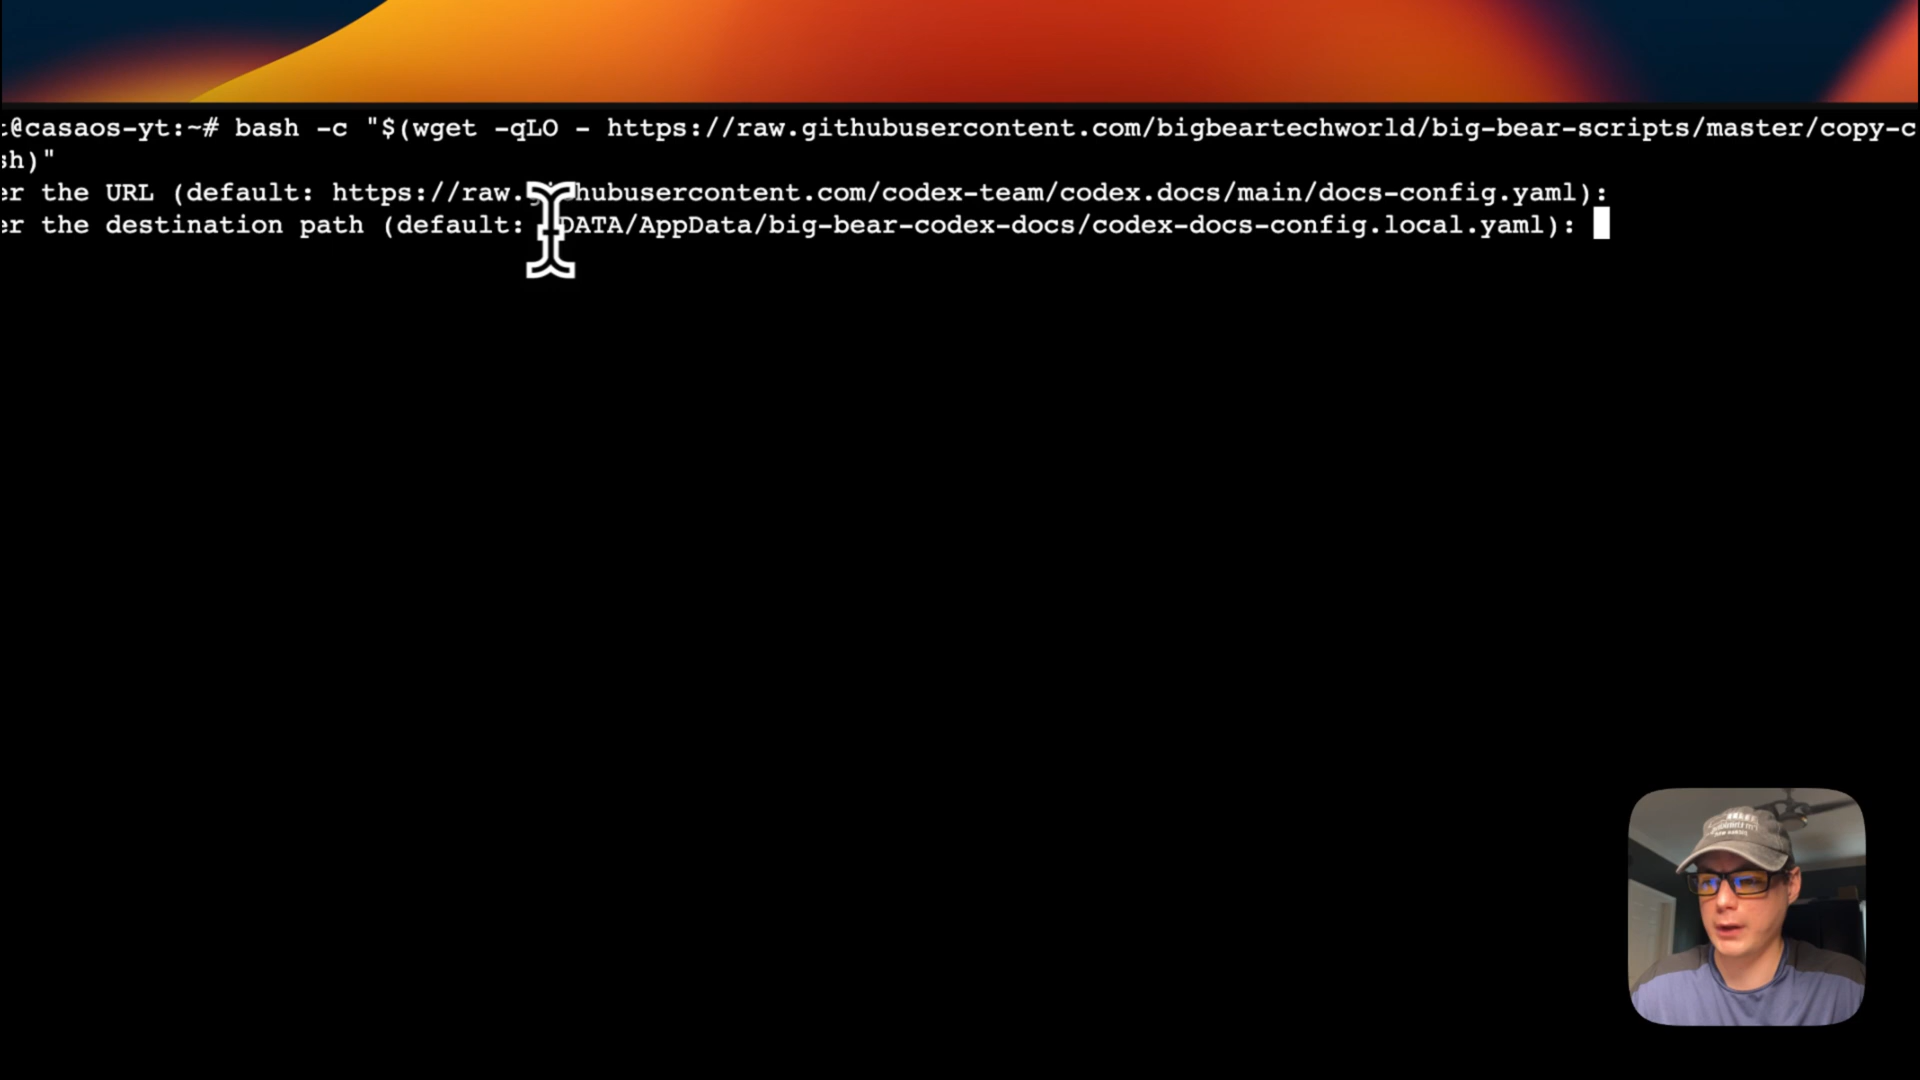 t@casaos-yt:~# bash -c "$(wget -qLO - https://raw.githubusercontent.com/bigbeartechworld/big-bear-scripts/master/copy-c
sh)"
er the URL (default: https://raw. hubusercontent.com/codex-team/codex.docs/main/docs-config.yaml):
er the destination path (default: DATA/AppData/big-bear-codex-docs/codex-docs-config.local.yaml):